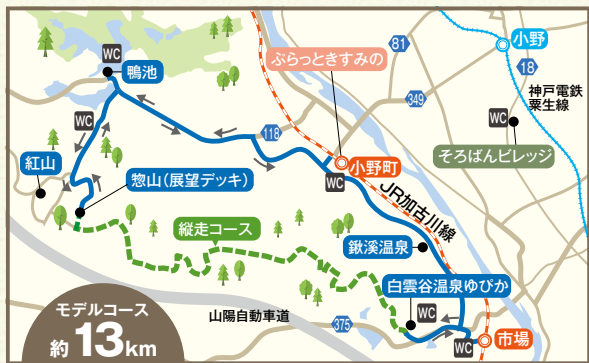 WC
鴨池
81
小野
18
ぷらっときすみの
349
神戸電鉄
粟生線
WC
118
WC
そろばんビレッジ
紅山
惣山(展望デッキ)
小野町
WC
JR加古川線
縦走コース
鍬溪温泉
白雲谷温泉ゆぴか
山陽自動車道
WC
375
市場
WC
モデルコース
約13km